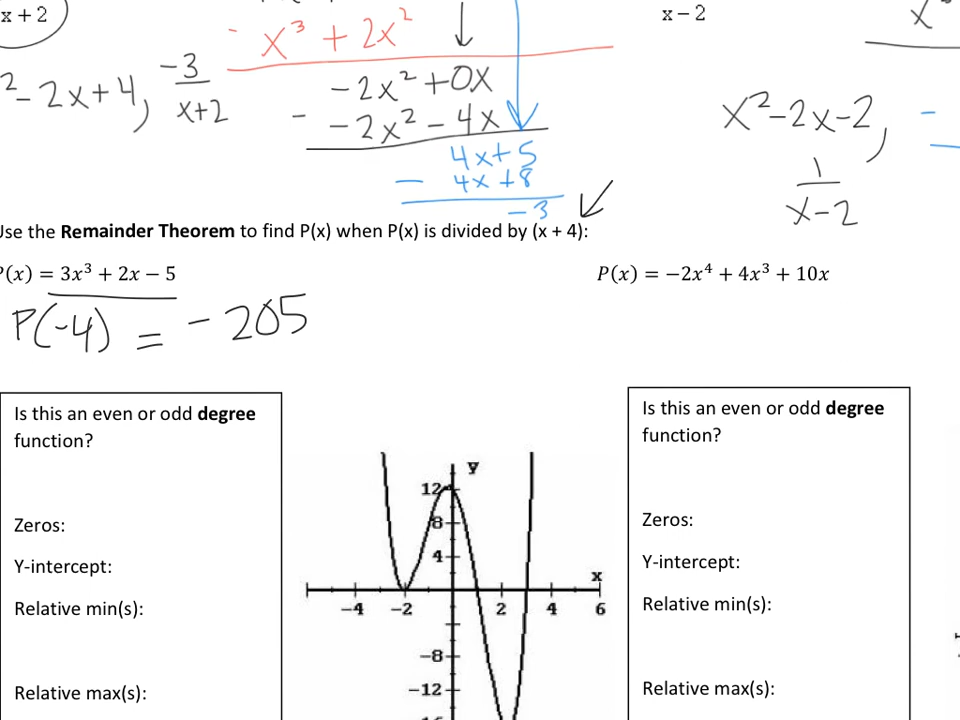 x + 2
x – 2
- x³ + 2x²
²- 2x+4, -3/x+2
-2x² +0x
- -2x² - 4x
4x+5
- 4x +8
-3
x²-2x-2,
1/x-2
Use the Remainder Theorem to find P(x) when P(x) is divided by (x + 4):
P(x) = 3x³ + 2x − 5
P(x) = −2x⁴ + 4x³ + 10x
P(-4) = -205
Is this an even or odd degree
function?
Zeros:
Y-intercept:
Relative min(s):
Relative max(s):
y
12
8
4
x
-4 -2 2 4 6
-8
-12
Is this an even or odd degree
function?
Zeros:
Y-intercept:
Relative min(s):
Relative max(s):